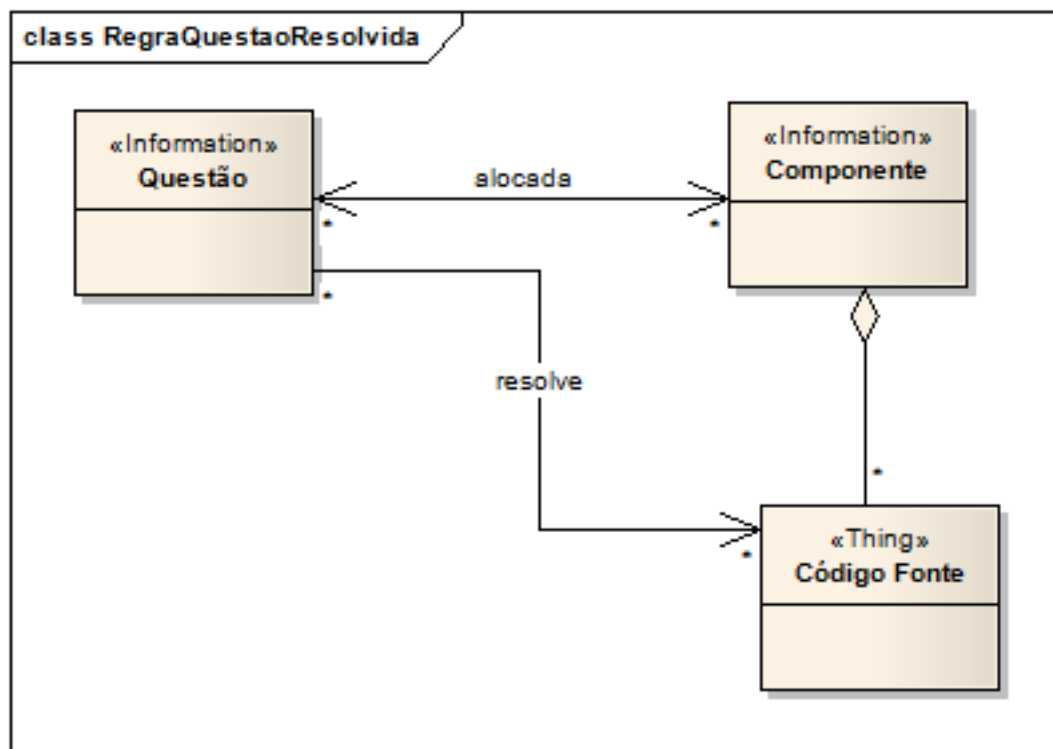 class RegraQuestaoResolvida
«Information»
Questão
«Information»
Componente
alocada
*
*
*
resolve
*
*
«Thing»
Código Fonte